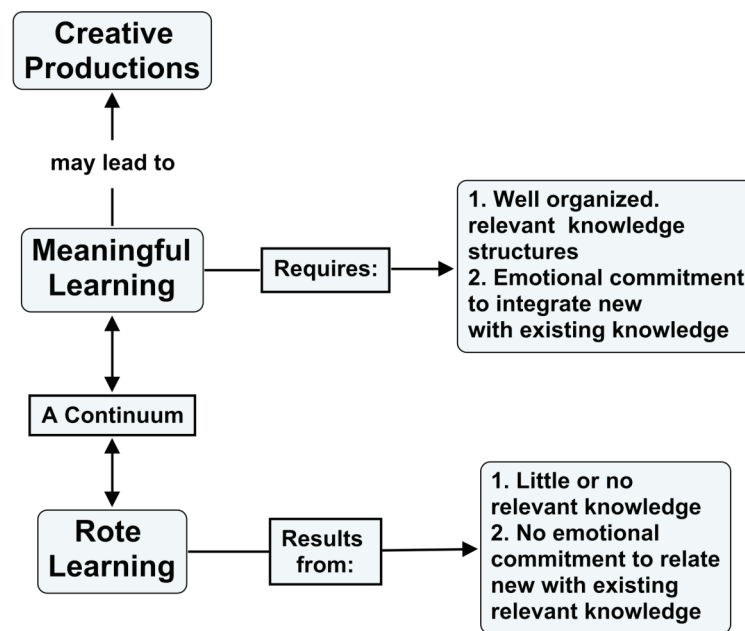 Creative
Productions
may lead to
Meaningful
Learning
Requires:
1. Well organized.
relevant knowledge
structures
2. Emotional commitment
to integrate new
with existing knowledge
A Continuum
Rote
Learning
Results
from:
1. Little or no
relevant knowledge
2. No emotional
commitment to relate
new with existing
relevant knowledge